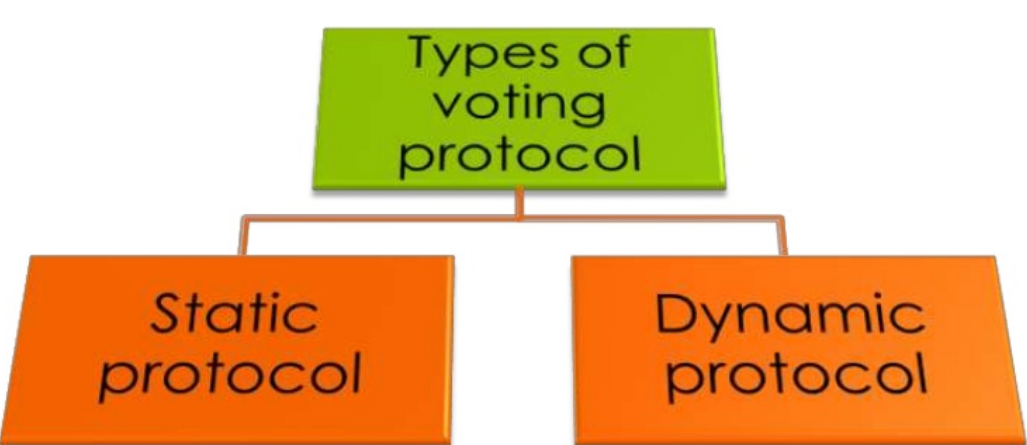 Types of
voting
protocol
Static
protocol
Dynamic
protocol